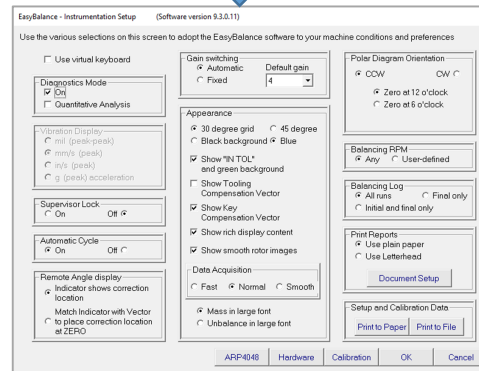 EasyBalance - Instrumentation Setup (Software version 9.3.0.11)
Use the various selections on this screen to adopt the EasyBalance software to your machine conditions and preferences
Use virtual keyboard
Diagnostics Mode
On
Quantitative Analysis
Vibration Display
mil (peak-peak)
mm/s (peak)
in/s (peak)
g (peak) acceleration
Supervisor Lock
On Off
Automatic Cycle
On Off
Remote Angle display
Indicator shows correction
location
Match Indicator with Vector
to place correction location
at ZERO
Gain switching
Automatic Default gain
Fixed 4
Appearance
30 degree grid 45 degree
Black background Blue
Show "IN TOL"
and green background
Show Tooling
Compensation Vector
Show Key
Compensation Vector
Show rich display content
Show smooth rotor images
Data Acquisition
Fast Normal Smooth
Mass in large font
Unbalance in large font
Polar Diagram Orientation
CCW CW
Zero at 12 o'clock
Zero at 6 o'clock
Balancing RPM
Any User-defined
Balancing Log
All runs Final only
Initial and final only
Print Reports
Use plain paper
Use Letterhead
Document Setup
Setup and Calibration Data
Print to Paper Print to File
ARP4048 Hardware Calibration OK Cancel